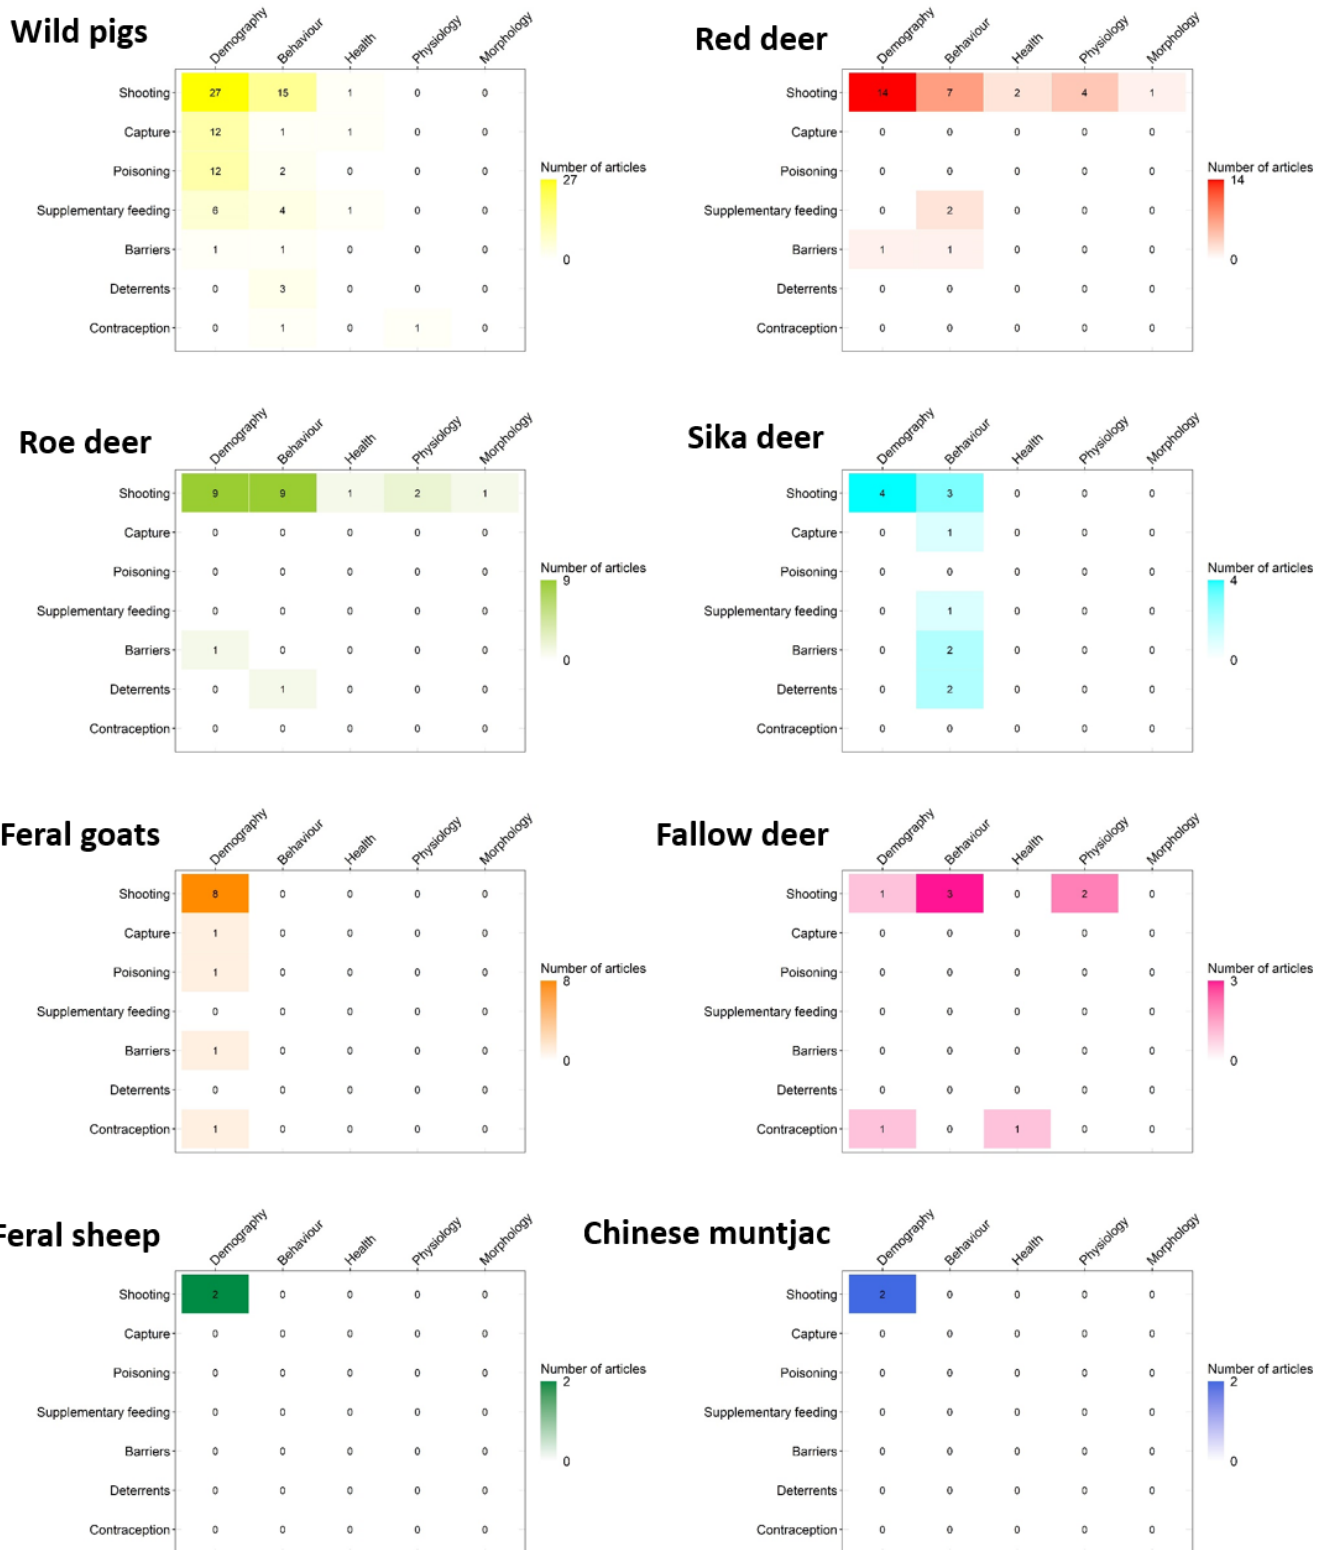 Wild pigs
Demography Behaviour Health Physiology Morphology
Shooting 27 15 1 0 0
Capture 12 1 1 0 0
Poisoning 12 2 0 0 0
Supplementary feeding 6 4 1 0 0
Barriers 1 1 0 0 0
Deterrents 0 3 0 0 0
Contraception 0 1 0 1 0
Number of articles
27
0
Red deer
Demography Behaviour Health Physiology Morphology
Shooting 14 7 2 4 1
Capture 0 0 0 0 0
Poisoning 0 0 0 0 0
Supplementary feeding 0 2 0 0 0
Barriers 1 1 0 0 0
Deterrents 0 0 0 0 0
Contraception 0 0 0 0 0
Number of articles
14
0
Roe deer
Demography Behaviour Health Physiology Morphology
Shooting 9 9 1 2 1
Capture 0 0 0 0 0
Poisoning 0 0 0 0 0
Supplementary feeding 0 0 0 0 0
Barriers 1 0 0 0 0
Deterrents 0 1 0 0 0
Contraception 0 0 0 0 0
Number of articles
9
0
Sika deer
Demography Behaviour Health Physiology Morphology
Shooting 4 3 0 0 0
Capture 0 1 0 0 0
Poisoning 0 0 0 0 0
Supplementary feeding 0 1 0 0 0
Barriers 0 2 0 0 0
Deterrents 0 2 0 0 0
Contraception 0 0 0 0 0
Number of articles
4
0
Feral goats
Demography Behaviour Health Physiology Morphology
Shooting 8 0 0 0 0
Capture 1 0 0 0 0
Poisoning 1 0 0 0 0
Supplementary feeding 0 0 0 0 0
Barriers 1 0 0 0 0
Deterrents 0 0 0 0 0
Contraception 1 0 0 0 0
Number of articles
8
0
Fallow deer
Demography Behaviour Health Physiology Morphology
Shooting 1 3 0 2 0
Capture 0 0 0 0 0
Poisoning 0 0 0 0 0
Supplementary feeding 0 0 0 0 0
Barriers 0 0 0 0 0
Deterrents 0 0 0 0 0
Contraception 1 0 1 0 0
Number of articles
3
0
Feral sheep
Demography Behaviour Health Physiology Morphology
Shooting 2 0 0 0 0
Capture 0 0 0 0 0
Poisoning 0 0 0 0 0
Supplementary feeding 0 0 0 0 0
Barriers 0 0 0 0 0
Deterrents 0 0 0 0 0
Contraception 0 0 0 0 0
Number of articles
2
0
Chinese muntjac
Demography Behaviour Health Physiology Morphology
Shooting 2 0 0 0 0
Capture 0 0 0 0 0
Poisoning 0 0 0 0 0
Supplementary feeding 0 0 0 0 0
Barriers 0 0 0 0 0
Deterrents 0 0 0 0 0
Contraception 0 0 0 0 0
Number of articles
2
0